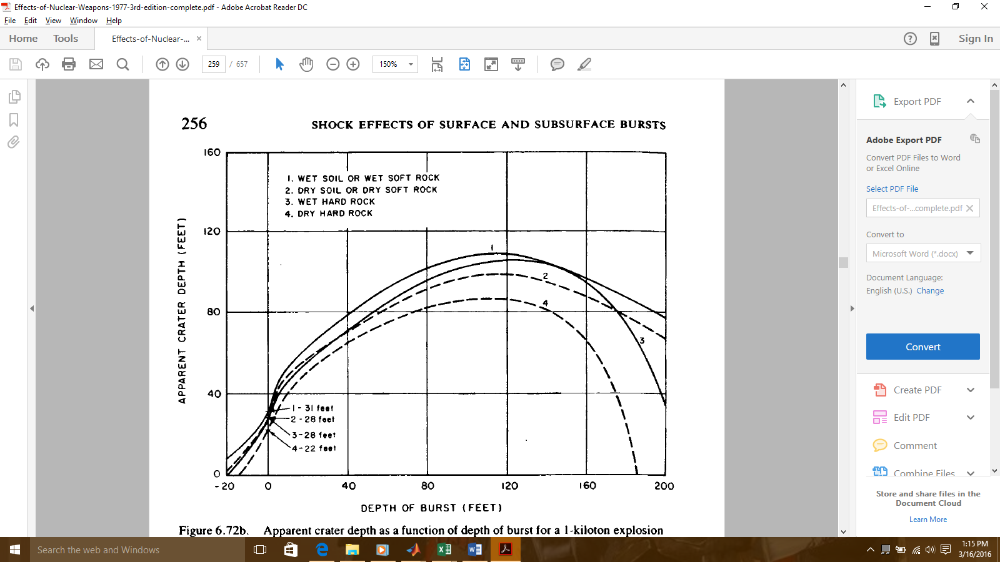 Effects-of-Nuclear-Weapons-1977-3rd-edition-complete.pdf - Adobe Acrobat Reader DC
File Edit View Window Help
Home Tools Effects-of-Nuclear-... × Sign In
259 / 657 150%
256 SHOCK EFFECTS OF SURFACE AND SUBSURFACE BURSTS
160
1. WET SOIL OR WET SOFT ROCK
2. DRY SOIL OR DRY SOFT ROCK
3. WET HARD ROCK
4. DRY HARD ROCK
APPARENT CRATER DEPTH (FEET)
120
1
2
80
4
3
40
1 - 31 feet
2 - 28 feet
3 - 28 feet
4 - 22 feet
0
-20 0 40 80 120 160 200
DEPTH OF BURST (FEET)
Figure 6.72b. Apparent crater depth as a function of depth of burst for a 1-kiloton explosion
Export PDF
Adobe Export PDF
Convert PDF Files to Word
or Excel Online
Select PDF File
Effects-of-...complete.pdf
Convert to
Microsoft Word (*.docx)
Document Language:
English (U.S.) Change
Convert
Create PDF
Edit PDF
Comment
Combine Files
Store and share files in the
Document Cloud
Learn More
Search the web and Windows
1:15 PM
3/16/2016